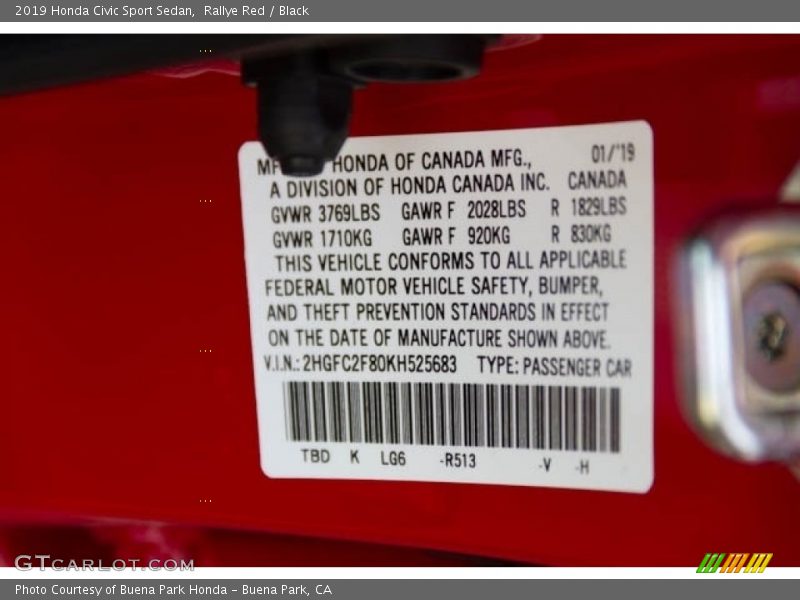 2019 Honda Civic Sport Sedan, Rallye Red / Black
HONDA OF CANADA MFG., 01/'19
A DIVISION OF HONDA CANADA INC. CANADA
GVWR 3769LBS GAWR F 2028LBS R 1829LBS
GVWR 1710KG GAWR F 920KG R 830KG
THIS VEHICLE CONFORMS TO ALL APPLICABLE
FEDERAL MOTOR VEHICLE SAFETY, BUMPER,
AND THEFT PREVENTION STANDARDS IN EFFECT
ON THE DATE OF MANUFACTURE SHOWN ABOVE.
V.I.N.: 2HGFC2F80KH525683 TYPE: PASSENGER CAR
TBD K LG6 -R513 -V -H
GTCARLOT.COM
Photo Courtesy of Buena Park Honda – Buena Park, CA